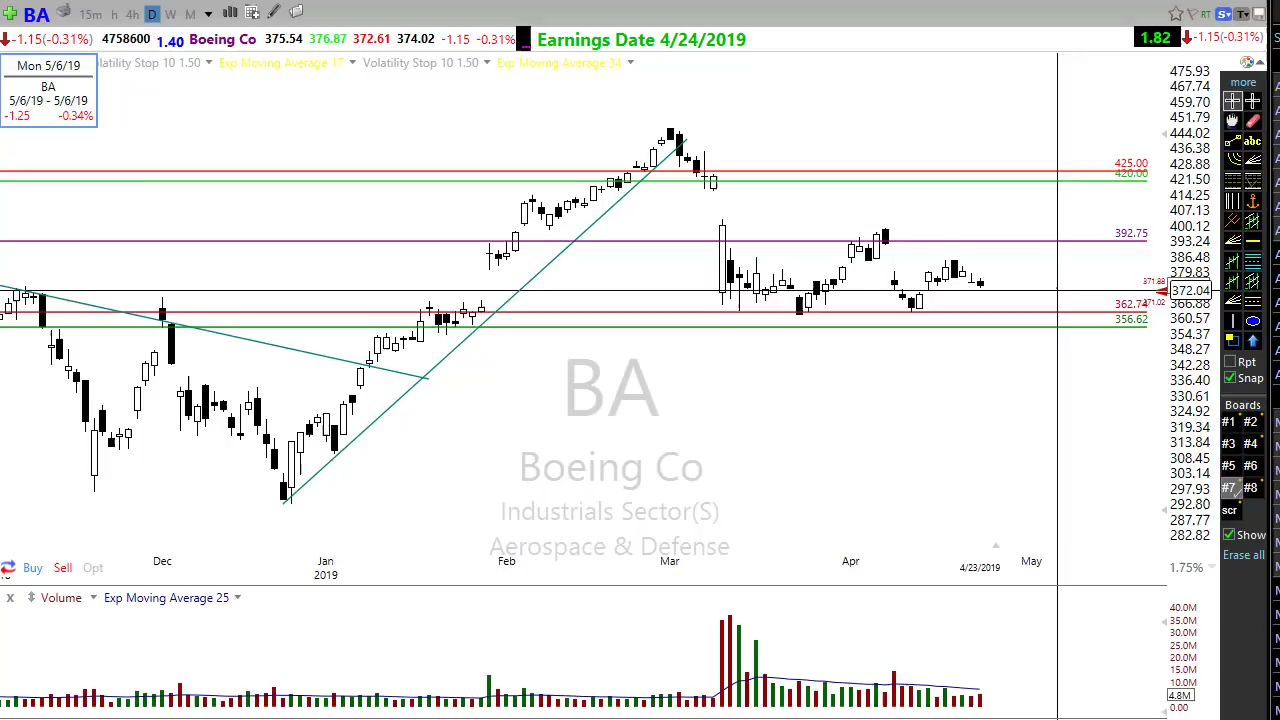 BA 15m h 4h D W M RT S T
-1.15(-0.31%) 4758600 1.40 Boeing Co 375.54 376.87 372.61 374.02 -1.15 -0.31% Earnings Date 4/24/2019 1.82 -1.15(-0.31%)
Mon 5/6/19
BA
5/6/19 - 5/6/19
-1.25 -0.34%
latility Stop 10 1.50 Exp Moving Average 17 Volatility Stop 10 1.50 Exp Moving Average 34
475.93
467.74
459.70
451.79
444.02
436.38
428.88
421.50
414.25
407.13
400.12
393.24
386.48
379.83
372.04
366.88
360.57
354.37
348.27
342.28
336.40
330.61
324.92
319.34
313.84
308.45
303.14
297.93
292.80
287.77
282.82
425.00
420.00
392.75
371.88
371.02
362.74
356.62
BA
Boeing Co
Industrials Sector(S)
Aerospace & Defense
Dec Jan Feb Mar Apr 4/23/2019 May
2019
Buy Sell Opt
1.75%
x Volume Exp Moving Average 25
40.0M
35.0M
30.0M
25.0M
20.0M
15.0M
10.0M
4.8M
0.00
more
abc
Rpt
Snap
Boards
#1 #2
#3 #4
#5 #6
#7 #8
scr
Show
Erase all